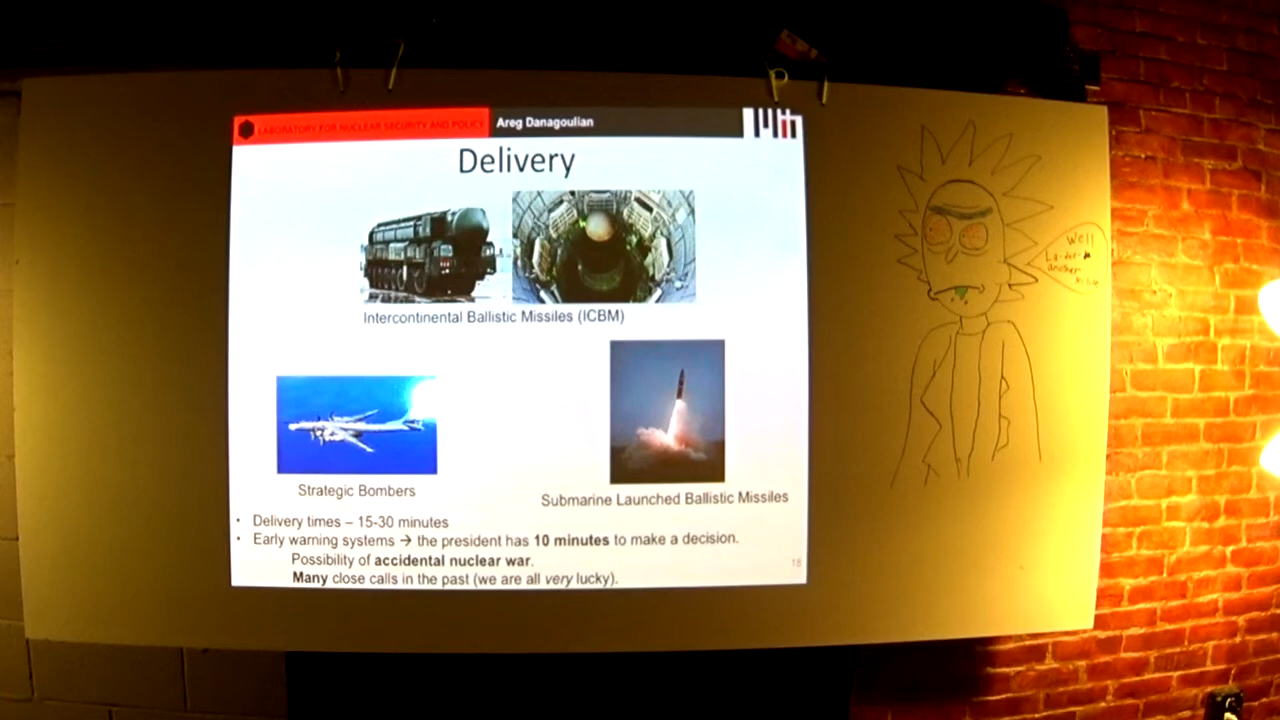 LABORATORY FOR NUCLEAR SECURITY AND POLICY
Areg Danagoulian
Delivery
Intercontinental Ballistic Missiles (ICBM)
Strategic Bombers
Submarine Launched Ballistic Missiles
• Delivery times – 15-30 minutes
• Early warning systems → the president has 10 minutes to make a decision.
Possibility of accidental nuclear war.
Many close calls in the past (we are all very lucky).
18
Well
another